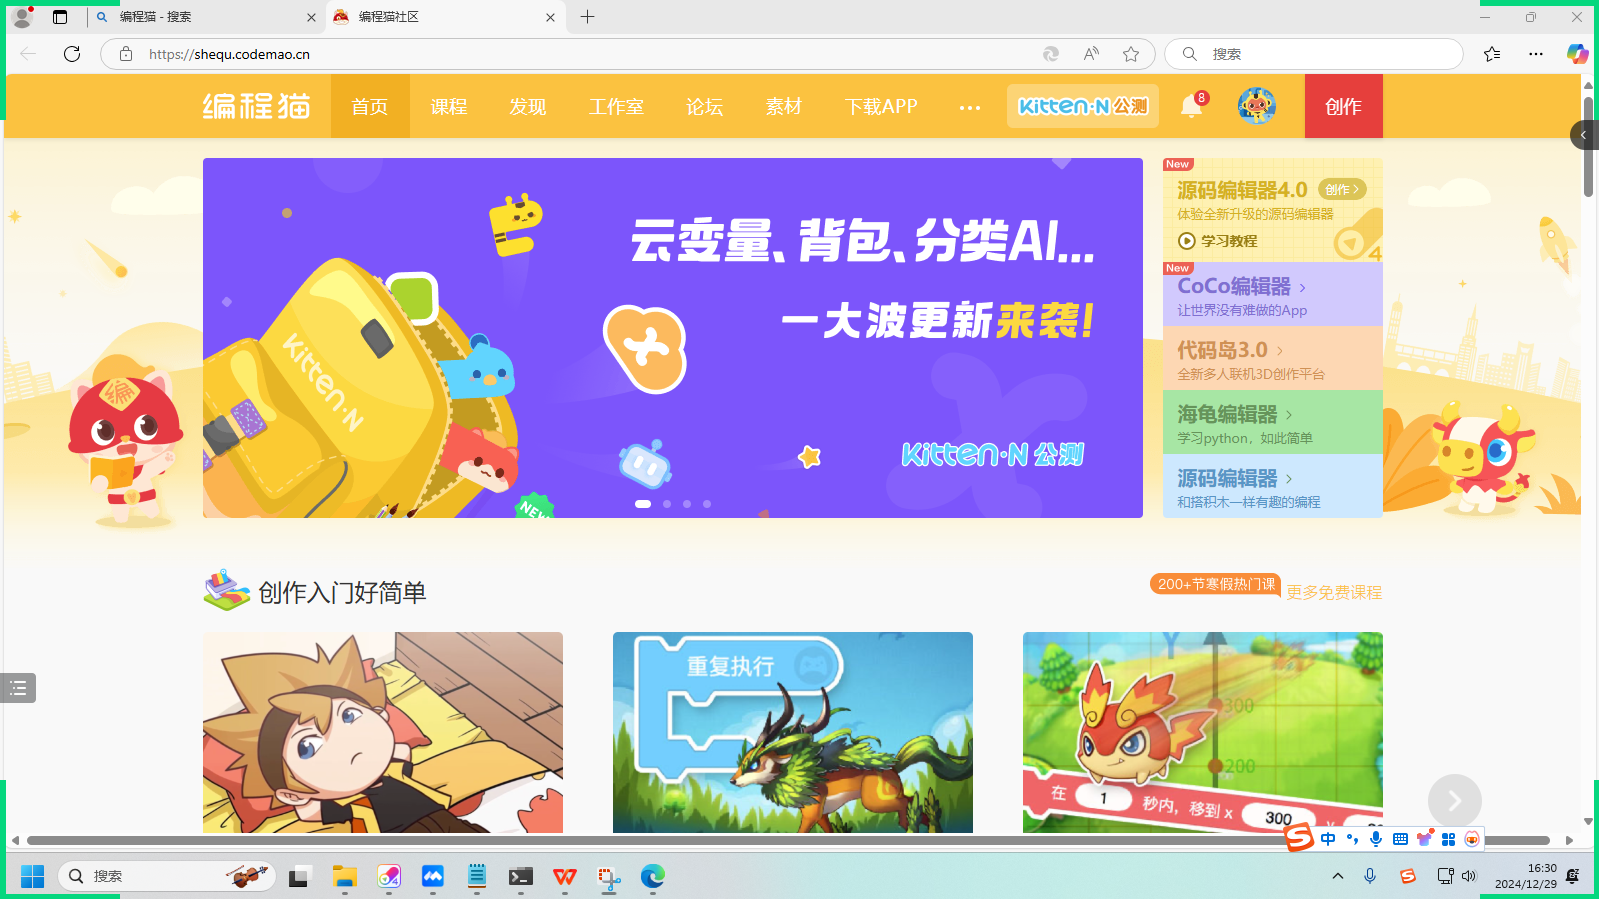 编程猫 - 搜索
编程猫社区
https://shequ.codemao.cn
搜索
编程猫
首页
课程
发现
工作室
论坛
素材
下载APP
Kitten·N 公测
8
创作
云变量、背包、分类AI...
一大波更新来袭!
Kitten·N
Kitten·N 公测
NEW
编
New
源码编辑器4.0
创作
体验全新升级的源码编辑器
学习教程
4
New
CoCo编辑器
让世界没有难做的App
代码岛3.0
全新多人联机3D创作平台
海龟编辑器
学习python，如此简单
源码编辑器
和搭积木一样有趣的编程
创作入门好简单
200+节寒假热门课
更多免费课程
重复执行
Y
300
200
在 1 秒内，移到 x 300 y
中
搜索
16:30
2024/12/29